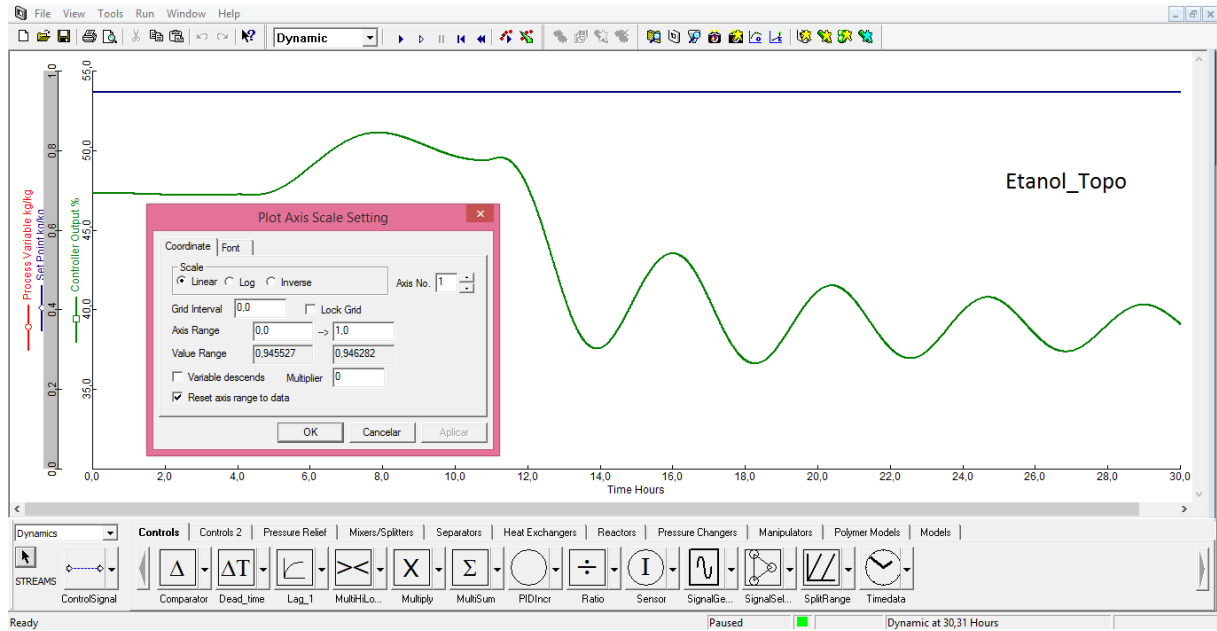 File View Tools Run Window Help
Dynamic
Etanol_Topo
Process Variable kg/kg
Set Point kg/kg
Controller Output %
1,0
0,8
0,6
0,4
0,2
0,0
55,0
50,0
45,0
40,0
35,0
Plot Axis Scale Setting
Coordinate Font
Scale
Linear Log Inverse Axis No. 1
Grid Interval 0,0 Lock Grid
Axis Range 0,0 --> 1,0
Value Range 0,945527 0,946282
Variable descends Multiplier 0
Reset axis range to data
OK Cancelar Aplicar
0,0 2,0 4,0 6,0 8,0 10,0 12,0 14,0 16,0 18,0 20,0 22,0 24,0 26,0 28,0 30,0
Time Hours
Dynamics Controls Controls 2 Pressure Relief Mixers/Splitters Separators Heat Exchangers Reactors Pressure Changers Manipulators Polymer Models Models
STREAMS
ControlSignal Comparator Dead_time Lag_1 MultiHiLo... Multiply MultiSum PIDIncr Ratio Sensor SignalGe... SignalSel... SplitRange Timedata
Ready Paused Dynamic at 30,31 Hours